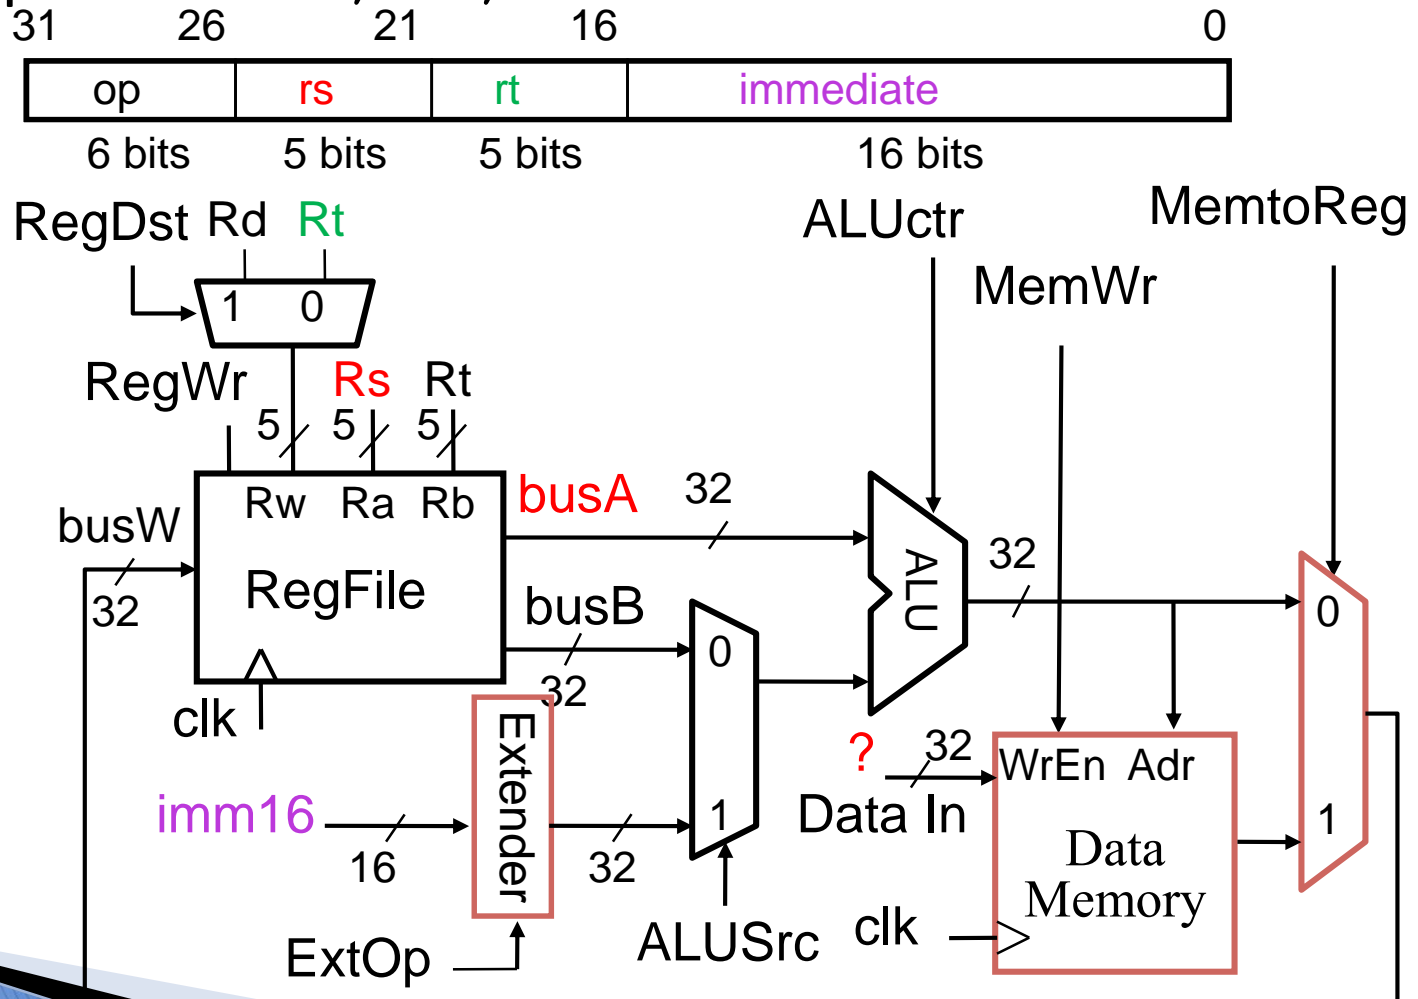 31 26 21 16 0
op rs rt immediate
6 bits 5 bits 5 bits 16 bits
RegDst Rd Rt ALUctr MemtoReg
1 0 MemWr
RegWr Rs Rt
5 5 5
Rw Ra Rb busA 32
busW
32
RegFile
ALU
32
busB
32
0
0
clk
Extender
? 32
WrEn Adr
imm16
16
32
1
Data In
1
Data
Memory
ExtOp
ALUSrc
clk